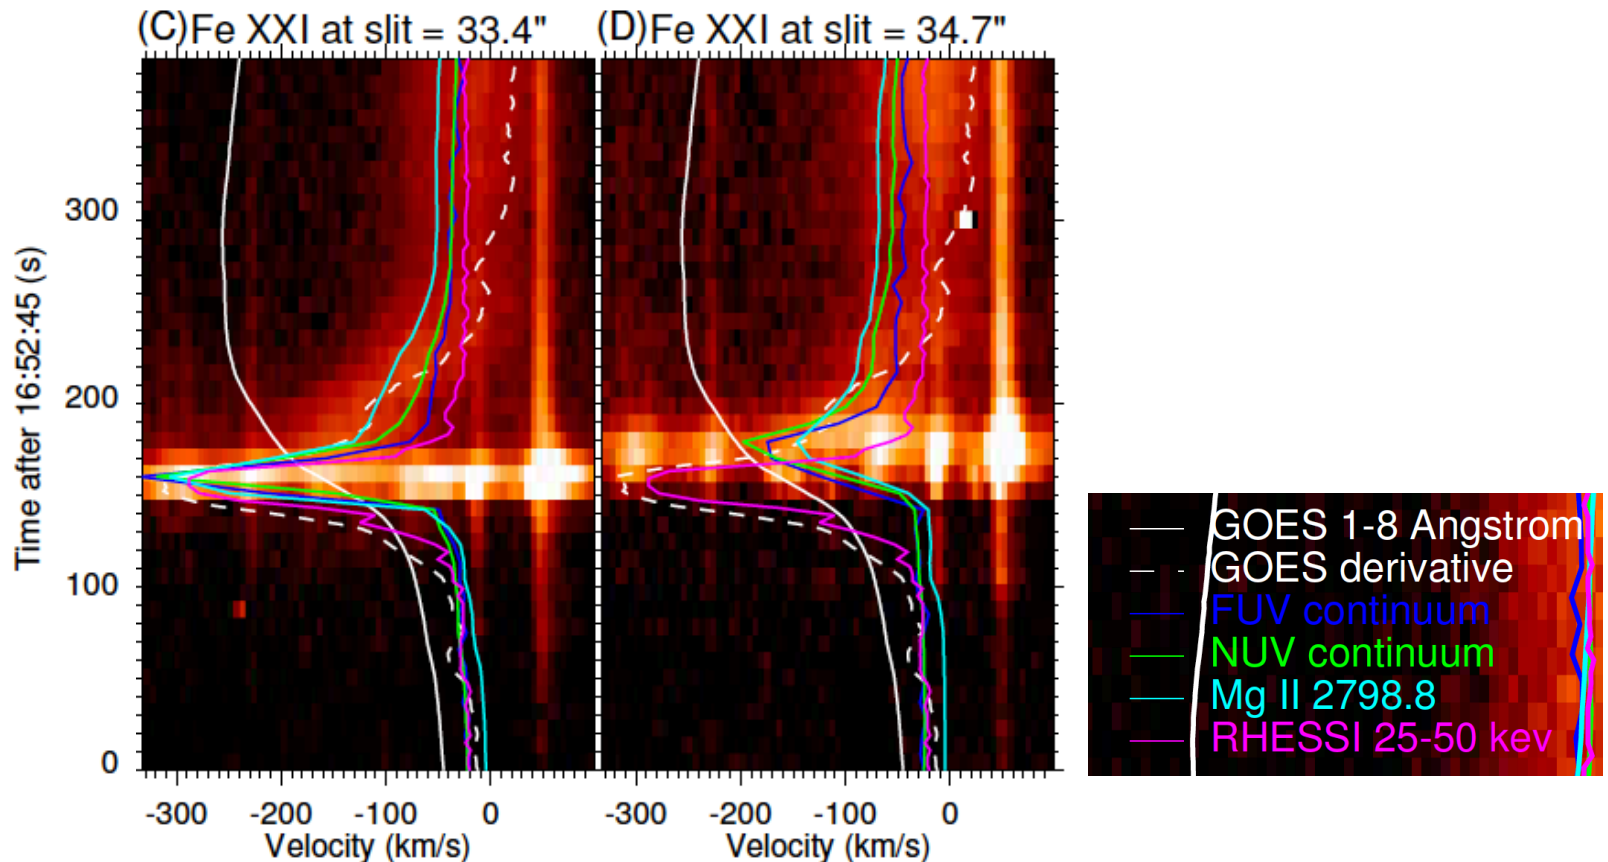 (C)Fe XXI at slit = 33.4"
(D)Fe XXI at slit = 34.7"
Time after 16:52:45 (s)
300
200
100
0
-300 -200 -100 0
Velocity (km/s)
-300 -200 -100 0
Velocity (km/s)
GOES 1-8 Angstrom
GOES derivative
FUV continuum
NUV continuum
Mg II 2798.8
RHESSI 25-50 kev